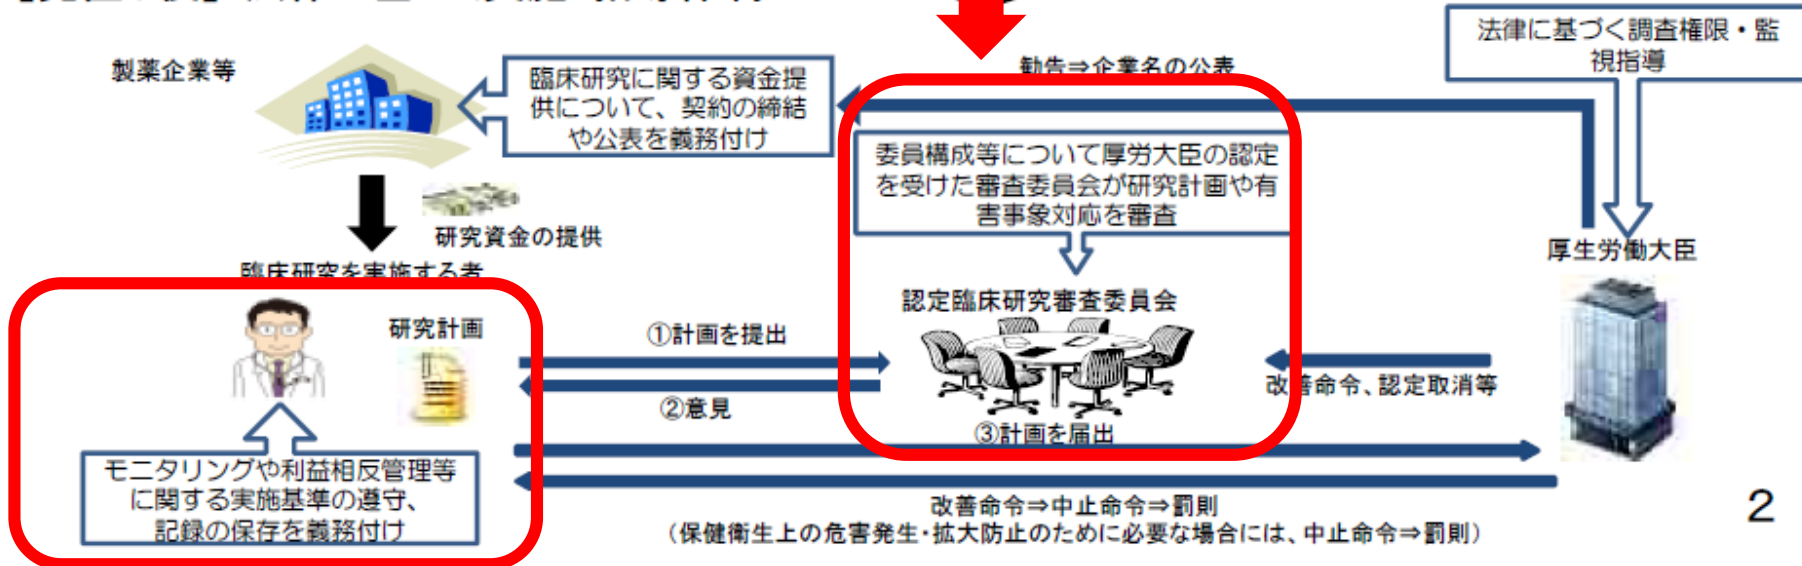 法律に基づく調査権限・監
視指導
製薬企業等
臨床研究に関する資金提
供について、契約の締結
や公表を義務付け
勧告⇒企業名の公表
委員構成等について厚労大臣の認定
を受けた審査委員会が研究計画や有
害事象対応を審査
研究資金の提供
厚生労働大臣
臨床研究を実施する者
認定臨床研究審査委員会
研究計画
①計画を提出
②意見
改善命令、認定取消等
③計画を届出
モニタリングや利益相反管理等
に関する実施基準の遵守、
記録の保存を義務付け
改善命令⇒中止命令⇒罰則
（保健衛生上の危害発生・拡大防止のために必要な場合には、中止命令⇒罰則）
2